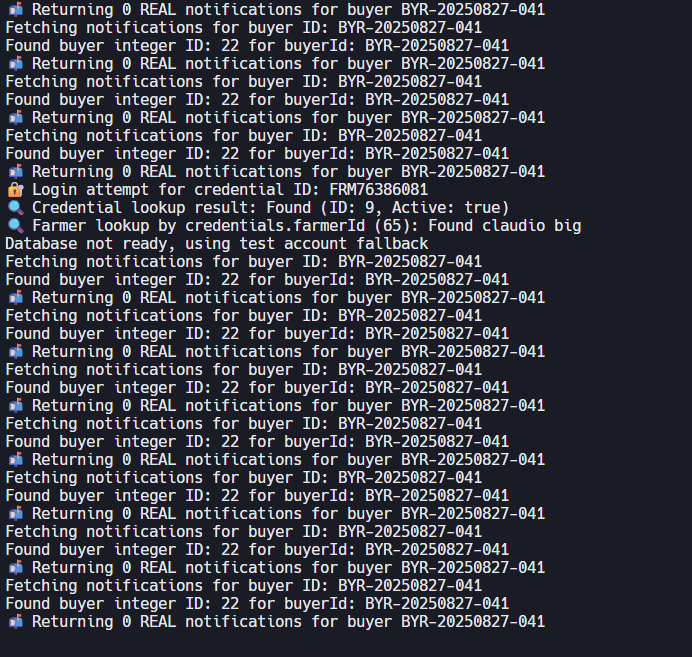 📬 Returning 0 REAL notifications for buyer BYR-20250827-041
Fetching notifications for buyer ID: BYR-20250827-041
Found buyer integer ID: 22 for buyerId: BYR-20250827-041
📬 Returning 0 REAL notifications for buyer BYR-20250827-041
Fetching notifications for buyer ID: BYR-20250827-041
Found buyer integer ID: 22 for buyerId: BYR-20250827-041
📬 Returning 0 REAL notifications for buyer BYR-20250827-041
Fetching notifications for buyer ID: BYR-20250827-041
Found buyer integer ID: 22 for buyerId: BYR-20250827-041
📬 Returning 0 REAL notifications for buyer BYR-20250827-041
🔐 Login attempt for credential ID: FRM76386081
🔍 Credential lookup result: Found (ID: 9, Active: true)
🔍 Farmer lookup by credentials.farmerId (65): Found claudio big
Database not ready, using test account fallback
Fetching notifications for buyer ID: BYR-20250827-041
Found buyer integer ID: 22 for buyerId: BYR-20250827-041
📬 Returning 0 REAL notifications for buyer BYR-20250827-041
Fetching notifications for buyer ID: BYR-20250827-041
Found buyer integer ID: 22 for buyerId: BYR-20250827-041
📬 Returning 0 REAL notifications for buyer BYR-20250827-041
Fetching notifications for buyer ID: BYR-20250827-041
Found buyer integer ID: 22 for buyerId: BYR-20250827-041
📬 Returning 0 REAL notifications for buyer BYR-20250827-041
Fetching notifications for buyer ID: BYR-20250827-041
Found buyer integer ID: 22 for buyerId: BYR-20250827-041
📬 Returning 0 REAL notifications for buyer BYR-20250827-041
Fetching notifications for buyer ID: BYR-20250827-041
Found buyer integer ID: 22 for buyerId: BYR-20250827-041
📬 Returning 0 REAL notifications for buyer BYR-20250827-041
Fetching notifications for buyer ID: BYR-20250827-041
Found buyer integer ID: 22 for buyerId: BYR-20250827-041
📬 Returning 0 REAL notifications for buyer BYR-20250827-041
Fetching notifications for buyer ID: BYR-20250827-041
Found buyer integer ID: 22 for buyerId: BYR-20250827-041
📬 Returning 0 REAL notifications for buyer BYR-20250827-041